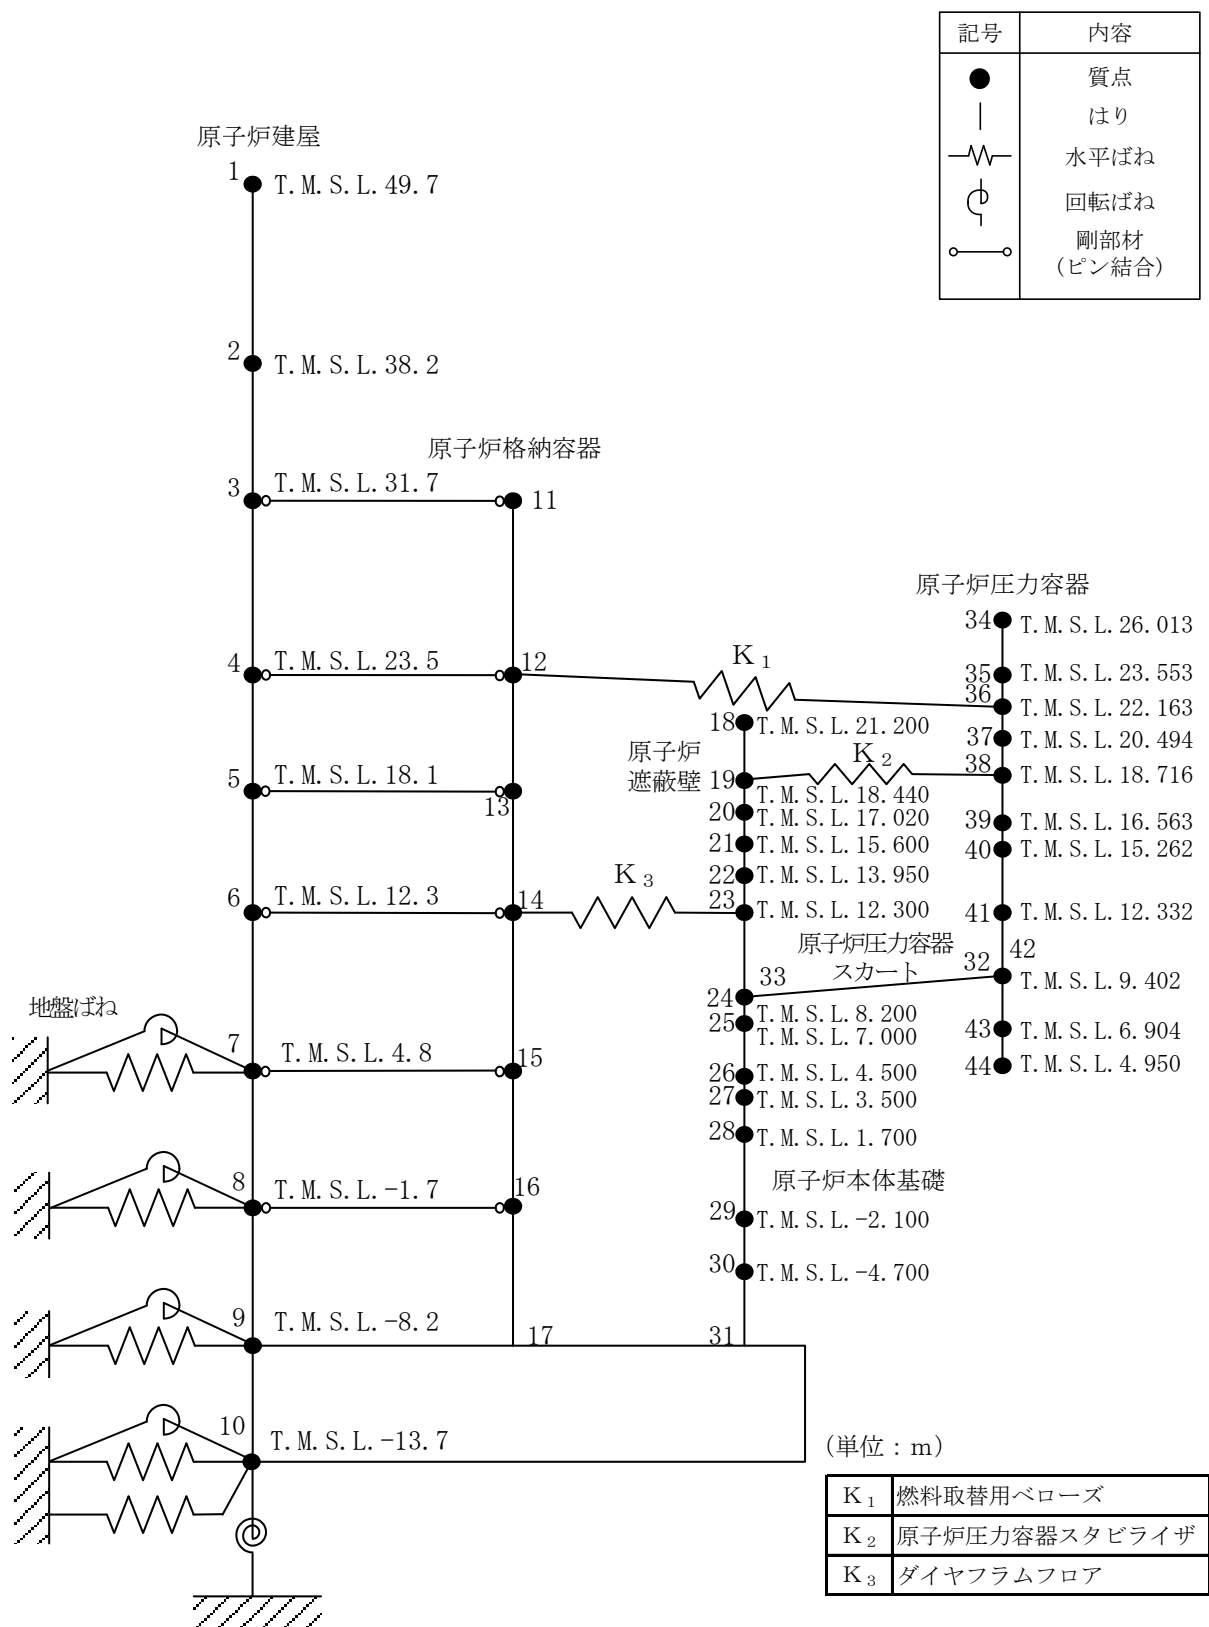 記号 内容
質点
はり
水平ばね
回転ばね
剛部材
(ピン結合)
原子炉建屋
1 T.M.S.L.49.7
2 T.M.S.L.38.2
原子炉格納容器
3 T.M.S.L.31.7 11
原子炉圧力容器
34 T.M.S.L.26.013
4 T.M.S.L.23.5 12 K1 35 T.M.S.L.23.553
36 T.M.S.L.22.163
18 T.M.S.L.21.200
37 T.M.S.L.20.494
原子炉
遮蔽壁
K2
5 T.M.S.L.18.1 13
19 T.M.S.L.18.440
38 T.M.S.L.18.716
20 T.M.S.L.17.020
39 T.M.S.L.16.563
21 T.M.S.L.15.600
40 T.M.S.L.15.262
22 T.M.S.L.13.950
6 T.M.S.L.12.3 14 K3 23 T.M.S.L.12.300
41 T.M.S.L.12.332
原子炉圧力容器
スカート
33 32 42
T.M.S.L.9.402
24 T.M.S.L.8.200
25 T.M.S.L.7.000
43 T.M.S.L.6.904
地盤ばね
7 T.M.S.L.4.8 15
26 T.M.S.L.4.500
44 T.M.S.L.4.950
27 T.M.S.L.3.500
28 T.M.S.L.1.700
原子炉本体基礎
8 T.M.S.L.-1.7 16
29 T.M.S.L.-2.100
30 T.M.S.L.-4.700
9 T.M.S.L.-8.2 17 31
10 T.M.S.L.-13.7
(単位:m)
K1 燃料取替用ベローズ
K2 原子炉圧力容器スタビライザ
K3 ダイヤフラムフロア